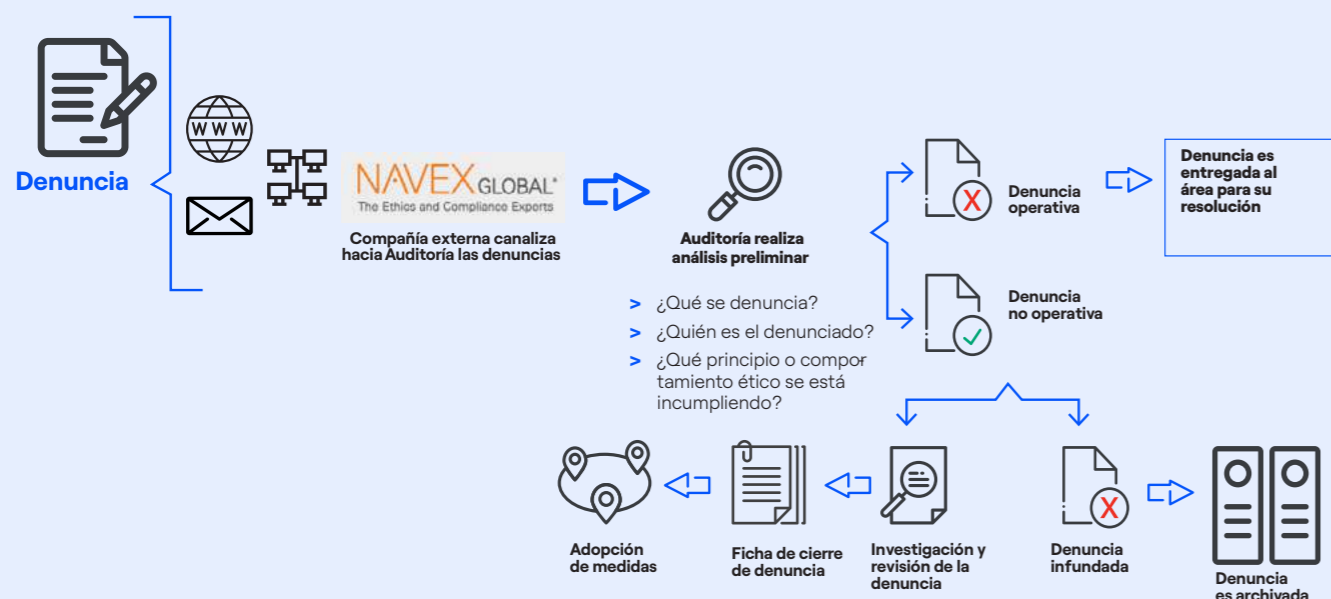 Denuncia
WWW
NAVEX GLOBAL®
The Ethics and Compliance Experts
Compañía externa canaliza
hacia Auditoría las denuncias
Auditoría realiza
análisis preliminar
> ¿Qué se denuncia?
> ¿Quién es el denunciado?
> ¿Qué principio o compor
tamiento ético se está
incumpliendo?
X
Denuncia
operativa
Denuncia es
entregada al
área para su
resolución
Denuncia
no operativa
Adopción
de medidas
Ficha de cierre
de denuncia
Investigación y
revisión de la
denuncia
X
Denuncia
infundada
Denuncia
es archivada